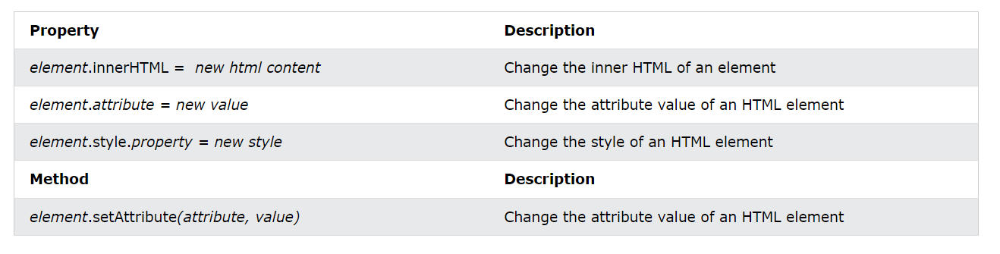 Property Description
element.innerHTML = new html content Change the inner HTML of an element
element.attribute = new value Change the attribute value of an HTML element
element.style.property = new style Change the style of an HTML element
Method Description
element.setAttribute(attribute, value) Change the attribute value of an HTML element